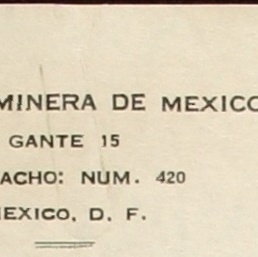 MINERA DE MEXICO
GANTE 15
ACHO: NUM. 420
MEXICO, D. F.